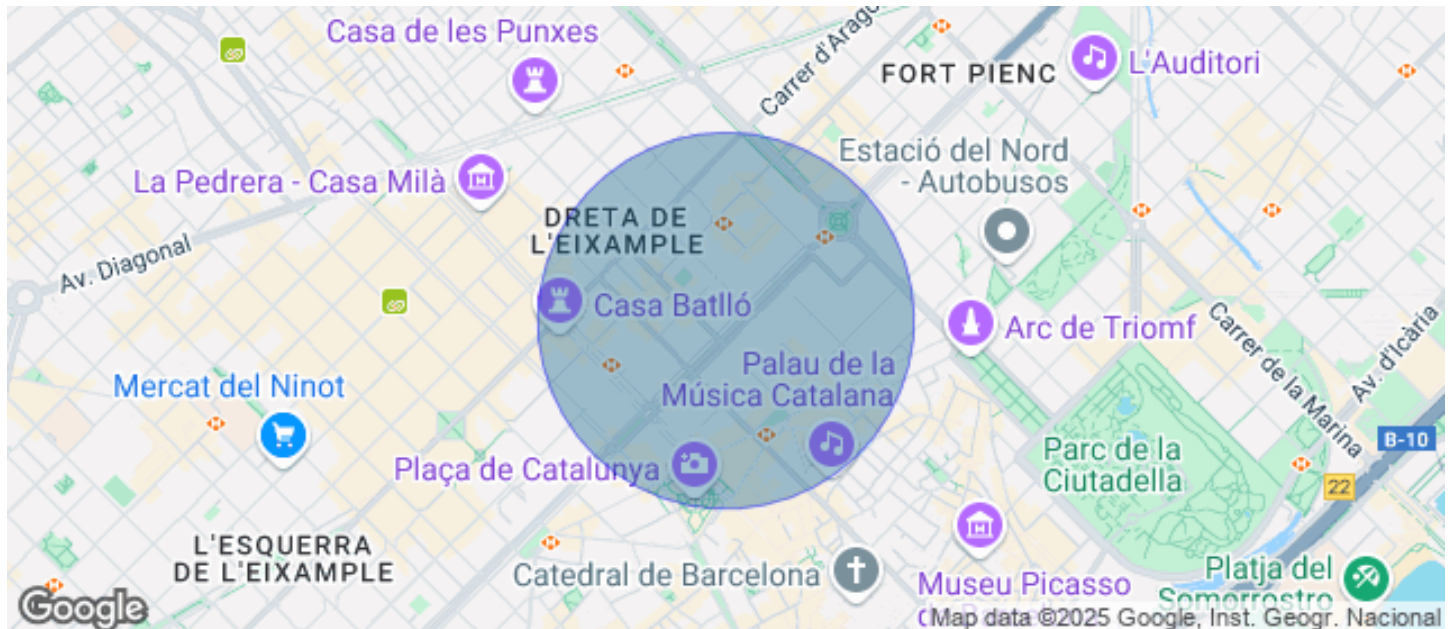 Casa de les Punxes
Carrer d'Arago
FORT PIENC
L'Auditori
Estació del Nord
- Autobusos
La Pedrera - Casa Milà
DRETA DE
L'EIXAMPLE
Av. Diagonal
Casa Batlló
Arc de Triomf
Carrer de la Marina
Av. d'Icària
Palau de la
Música Catalana
Mercat del Ninot
B-10
Plaça de Catalunya
Parc de la
Ciutadella
22
L'ESQUERRA
DE L'EIXAMPLE
Catedral de Barcelona
Museu Picasso
Platja del
Somorrostro
Google
Map data ©2025 Google, Inst. Geogr. Nacional